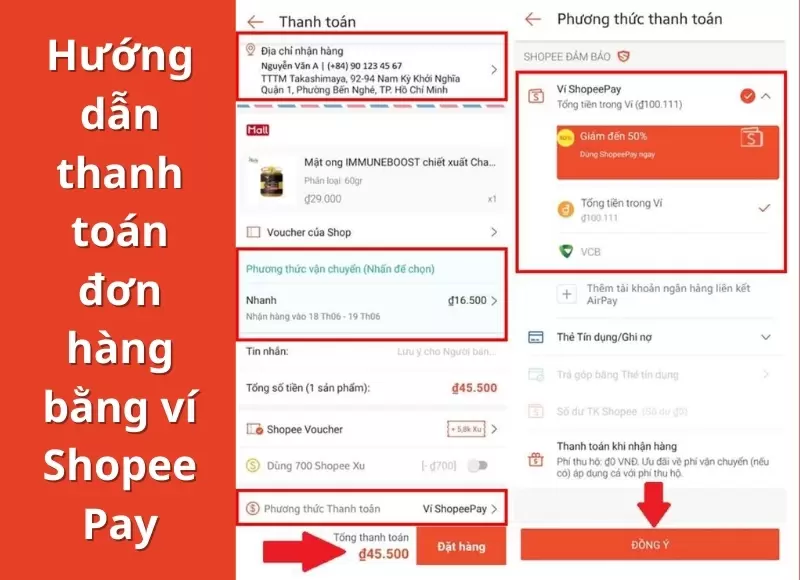 Hướng
dẫn
thanh
toán
đơn
hàng
bằng ví
Shopee
Pay
Thanh toán
Địa chỉ nhận hàng
Nguyễn Văn A | (+84) 90 123 45 67
TTTM Takashimaya, 92-94 Nam Kỳ Khởi Nghĩa
Quận 1, Phường Bến Nghé, TP. Hồ Chí Minh
Mall
Mật ong IMMUNEBOOST chiết xuất Cha...
Phân loại: 60gr
₫29.000
x1
Voucher của Shop
Phương thức vận chuyển (Nhấn để chọn)
Nhanh
₫16.500
Nhận hàng vào 18 Th06 - 19 Th06
Tin nhắn:
Lưu ý cho Người bán...
Tổng số tiền (1 sản phẩm):
₫45.500
Shopee Voucher
+ 5,8k Xu
Dùng 700 Shopee Xu
[-₫700]
Phương thức Thanh toán
Ví ShopeePay
Tổng thanh toán
₫45.500
Đặt hàng
Phương thức thanh toán
SHOPEE ĐẢM BẢO
Ví ShopeePay
Tổng tiền trong Ví (₫100.111)
Giảm đến 50%
Dùng ShopeePay ngay
Tổng tiền trong Ví
₫100.111
VCB
Thêm tài khoản ngân hàng liên kết
AirPay
Thẻ Tín dụng/Ghi nợ
Trả góp bằng Thẻ tín dụng
Số dư TK Shopee (Số dư ₫0)
Thanh toán khi nhận hàng
Phí thu hộ: ₫0 VNĐ. Ưu đãi về phí vận chuyển (nếu
có) áp dụng cả với phí thu hộ.
ĐỒNG Ý